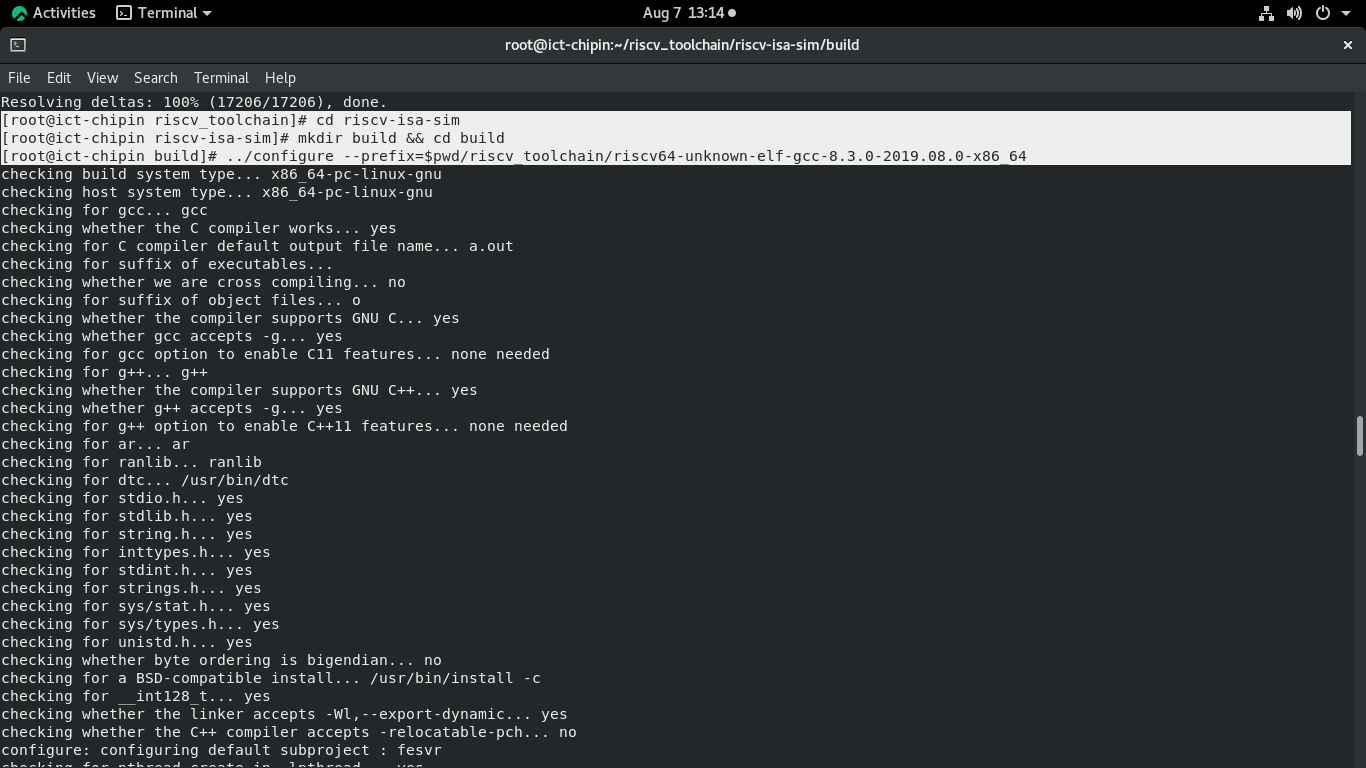 Activities Terminal Aug 7 13:14
root@ict-chipin:~/riscv_toolchain/riscv-isa-sim/build
File Edit View Search Terminal Help
Resolving deltas: 100% (17206/17206), done.
[root@ict-chipin riscv_toolchain]# cd riscv-isa-sim
[root@ict-chipin riscv-isa-sim]# mkdir build && cd build
[root@ict-chipin build]# ../configure --prefix=$pwd/riscv_toolchain/riscv64-unknown-elf-gcc-8.3.0-2019.08.0-x86_64
checking build system type... x86_64-pc-linux-gnu
checking host system type... x86_64-pc-linux-gnu
checking for gcc... gcc
checking whether the C compiler works... yes
checking for C compiler default output file name... a.out
checking for suffix of executables...
checking whether we are cross compiling... no
checking for suffix of object files... o
checking whether the compiler supports GNU C... yes
checking whether gcc accepts -g... yes
checking for gcc option to enable C11 features... none needed
checking for g++... g++
checking whether the compiler supports GNU C++... yes
checking whether g++ accepts -g... yes
checking for g++ option to enable C++11 features... none needed
checking for ar... ar
checking for ranlib... ranlib
checking for dtc... /usr/bin/dtc
checking for stdio.h... yes
checking for stdlib.h... yes
checking for string.h... yes
checking for inttypes.h... yes
checking for stdint.h... yes
checking for strings.h... yes
checking for sys/stat.h... yes
checking for sys/types.h... yes
checking for unistd.h... yes
checking whether byte ordering is bigendian... no
checking for a BSD-compatible install... /usr/bin/install -c
checking for __int128_t... yes
checking whether the linker accepts -Wl,--export-dynamic... yes
checking whether the C++ compiler accepts -relocatable-pch... no
configure: configuring default subproject : fesvr
checking for pthread_create in -lpthread... yes